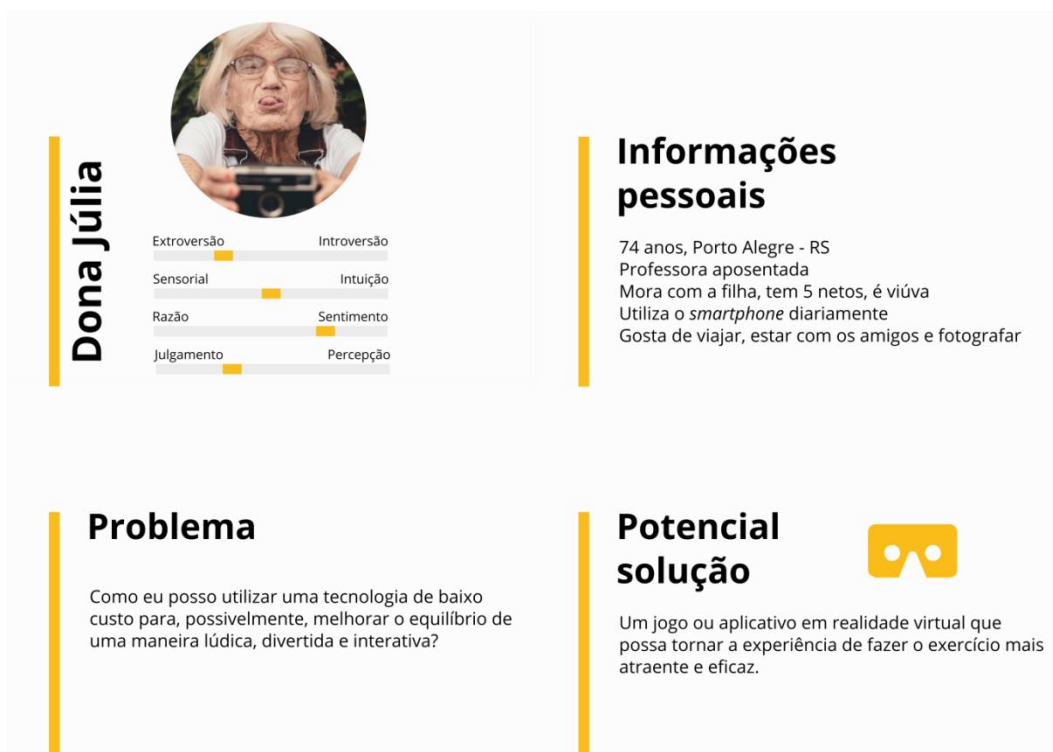 Dona Júlia
Extroversão Introversão
Sensorial Intuição
Razão Sentimento
Julgamento Percepção
Informações
pessoais
74 anos, Porto Alegre - RS
Professora aposentada
Mora com a filha, tem 5 netos, é viúva
Utiliza o smartphone diariamente
Gosta de viajar, estar com os amigos e fotografar
Problema
Como eu posso utilizar uma tecnologia de baixo
custo para, possivelmente, melhorar o equilíbrio de
uma maneira lúdica, divertida e interativa?
Potencial
solução
Um jogo ou aplicativo em realidade virtual que
possa tornar a experiência de fazer o exercício mais
atraente e eficaz.